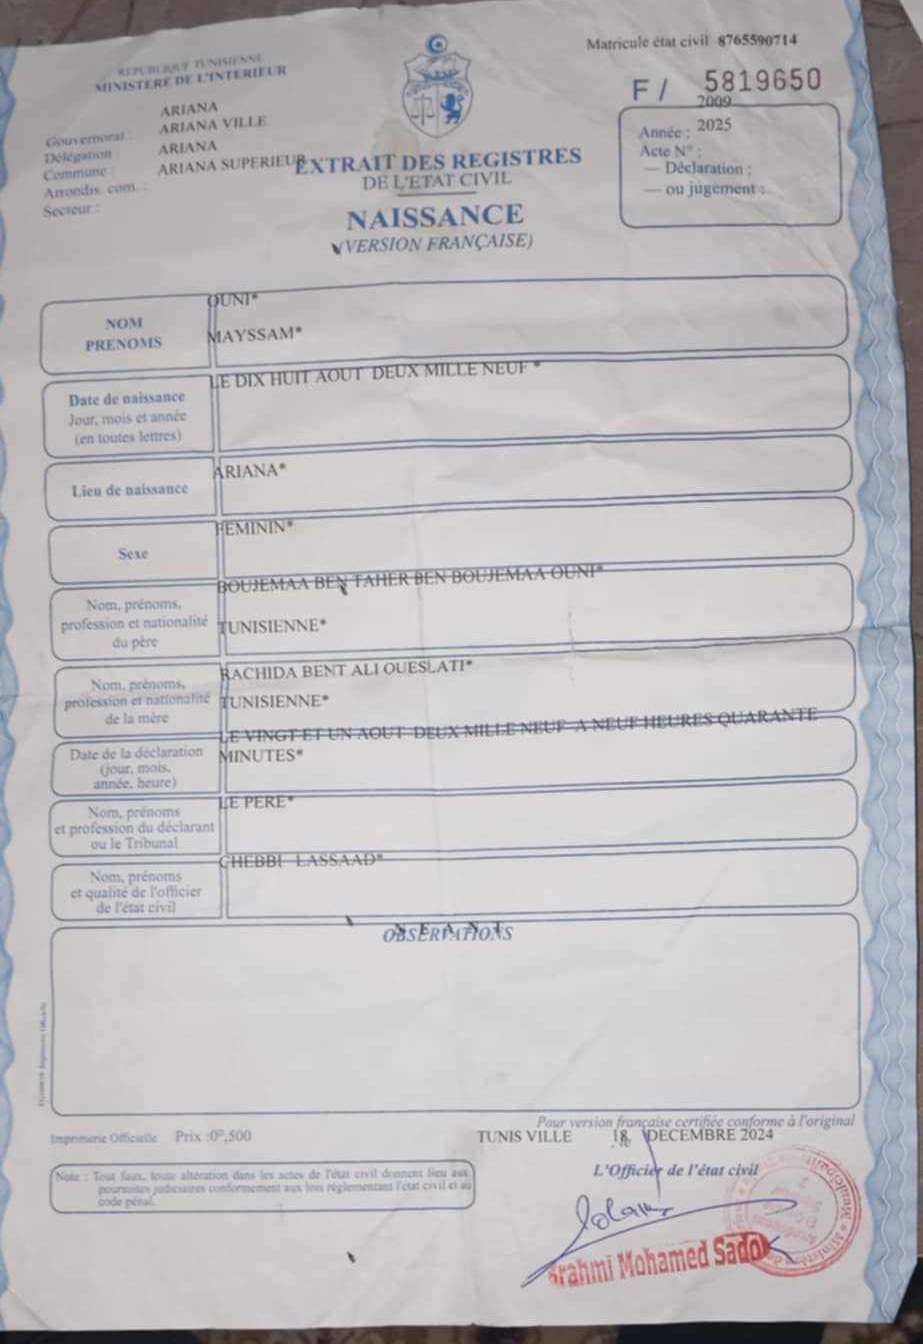 REPUBLIQUE TUNISIENNE
MINISTERE DE L'INTERIEUR
Matricule état civil 8765590714
F / 5819650
2009
Année : 2025
Acte N° :
— Déclaration :
— ou jugement :
ARIANA
Gouvernorat : ARIANA VILLE
Délégation : ARIANA
Commune : ARIANA SUPERIEUR
Arrondis. com. :
Secteur :
EXTRAIT DES REGISTRES
DE L'ETAT CIVIL
NAISSANCE
(VERSION FRANÇAISE)
NOM
PRENOMS
OUNI*
MAYSSAM*
Date de naissance
Jour, mois et année
(en toutes lettres)
LE DIX HUIT AOUT DEUX MILLE NEUF *
Lieu de naissance
ARIANA*
Sexe
FEMININ*
Nom, prénoms,
profession et nationalité
du père
BOUJEMAA BEN TAHER BEN BOUJEMAA OUNI*
TUNISIENNE*
Nom, prénoms,
profession et nationalité
de la mère
RACHIDA BENT ALI OUESLATI*
TUNISIENNE*
Date de la déclaration
(jour, mois,
année, heure)
LE VINGT ET UN AOUT DEUX MILLE NEUF A NEUF HEURES QUARANTE
MINUTES*
Nom, prénoms
et profession du déclarant
ou le Tribunal
LE PERE*
Nom, prénoms
et qualité de l'officier
de l'état civil
CHEBBI LASSAAD*
OBSERVATIONS
Imprimerie Officielle Prix :0ᴰ,500
Pour version française certifiée conforme à l'original
TUNIS VILLE 18 DECEMBRE 2024
L'Officier de l'état civil
Note : Tout faux, toute altération dans les actes de l'état civil donnent lieu aux
poursuites judiciaires conformement aux lois réglementant l'état civil et au
code pénal.
Brahmi Mohamed Sadok